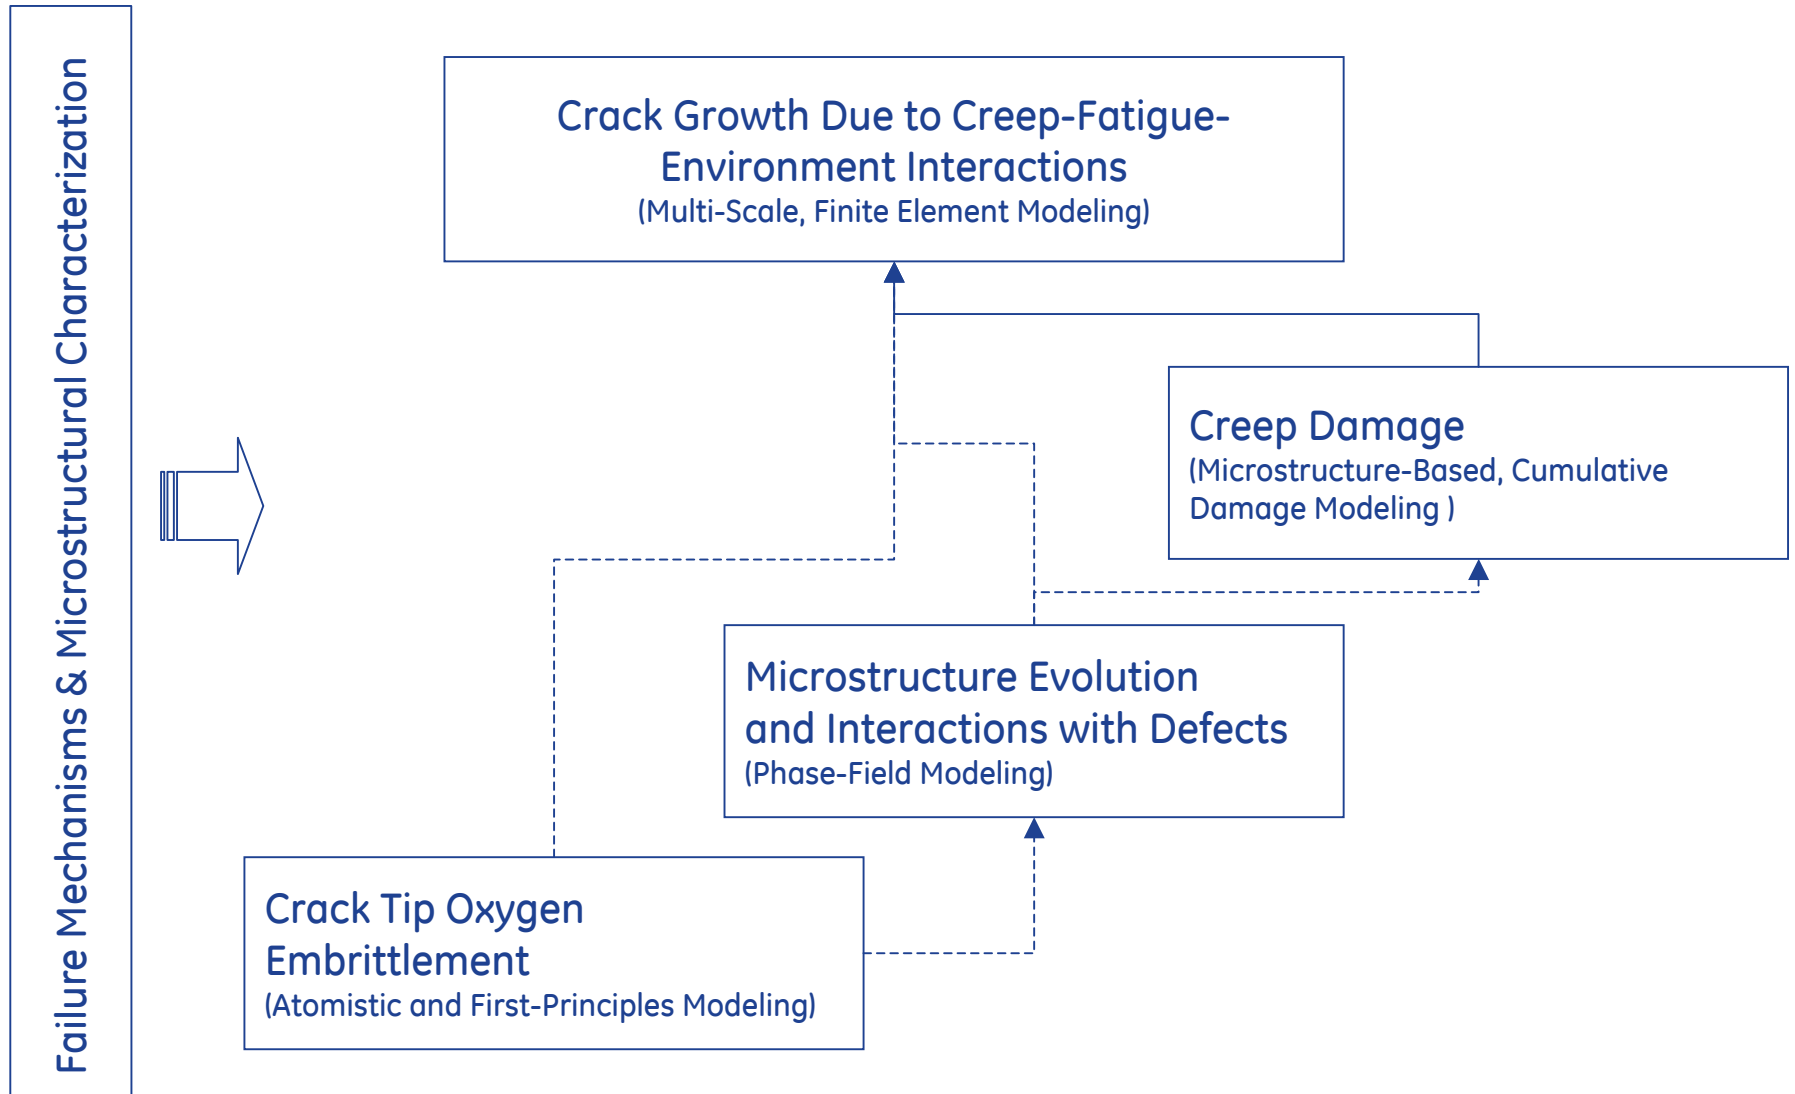 Failure Mechanisms & Microstructural Characterization
Crack Growth Due to Creep-Fatigue-
Environment Interactions
(Multi-Scale, Finite Element Modeling)
Creep Damage
(Microstructure-Based, Cumulative
Damage Modeling )
Microstructure Evolution
and Interactions with Defects
(Phase-Field Modeling)
Crack Tip Oxygen
Embrittlement
(Atomistic and First-Principles Modeling)